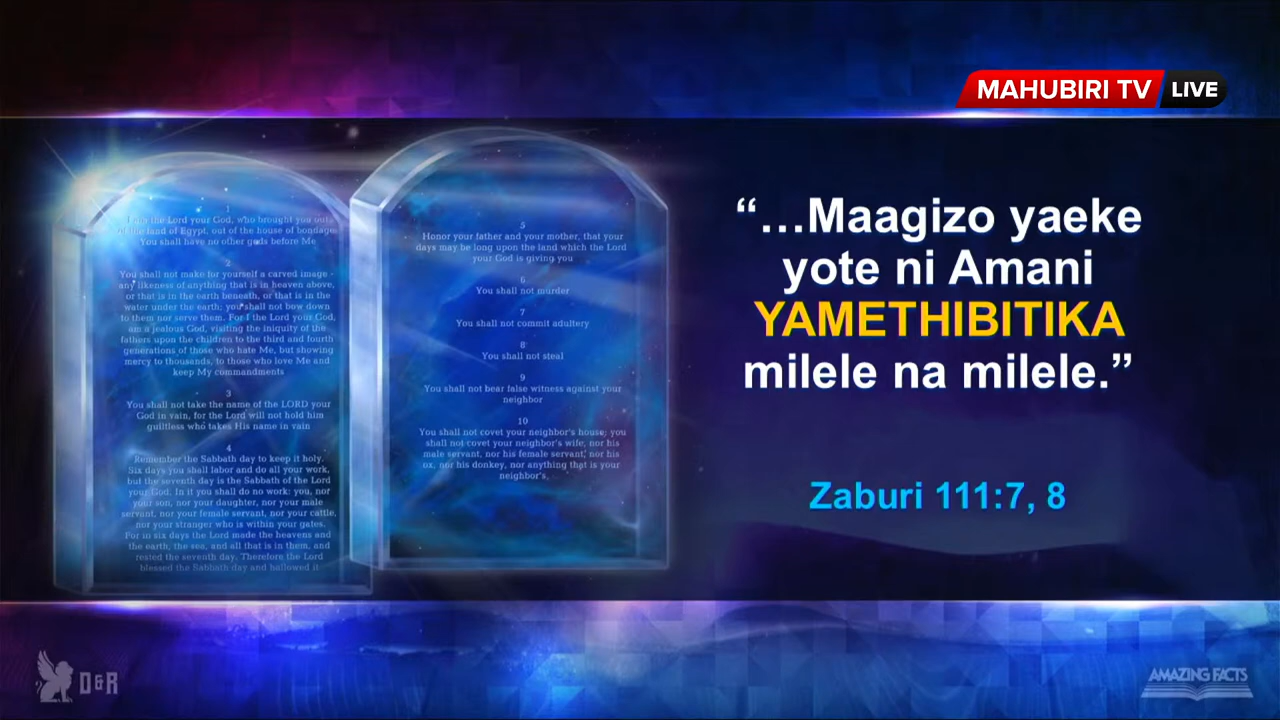 MAHUBIRI TV LIVE
1
I am the Lord your God, who brought you out
of the land of Egypt, out of the house of bondage
You shall have no other gods before Me
2
You shall not make for yourself a carved image -
any likeness of anything that is in heaven above,
or that is in the earth beneath, or that is in the
water under the earth; you shall not bow down
to them nor serve them. For I the Lord your God,
am a jealous God, visiting the iniquity of the
fathers upon the children to the third and fourth
generations of those who hate Me, but showing
mercy to thousands, to those who love Me and
keep My commandments
3
You shall not take the name of the LORD your
God in vain, for the Lord will not hold him
guiltless who takes His name in vain
4
Remember the Sabbath day to keep it holy.
Six days you shall labor and do all your work,
but the seventh day is the Sabbath of the Lord
your God. In it you shall do no work: you, nor
your son, nor your daughter, nor your male
servant, nor your female servant, nor your cattle,
nor your stranger who is within your gates.
For in six days the Lord made the heavens and
the earth, the sea, and all that is in them, and
rested the seventh day. Therefore the Lord
blessed the Sabbath day and hallowed it
5
Honor your father and your mother, that your
days may be long upon the land which the Lord
your God is giving you
6
You shall not murder
7
You shall not commit adultery
8
You shall not steal
9
You shall not bear false witness against your
neighbor
10
You shall not covet your neighbor's house; you
shall not covet your neighbor's wife, nor his
male servant, nor his female servant, nor his
ox, nor his donkey, nor anything that is your
neighbor's.
“...Maagizo yaeke
yote ni Amani
YAMETHIBITIKA
milele na milele.”
Zaburi 111:7, 8
D&R
AMAZING FACTS